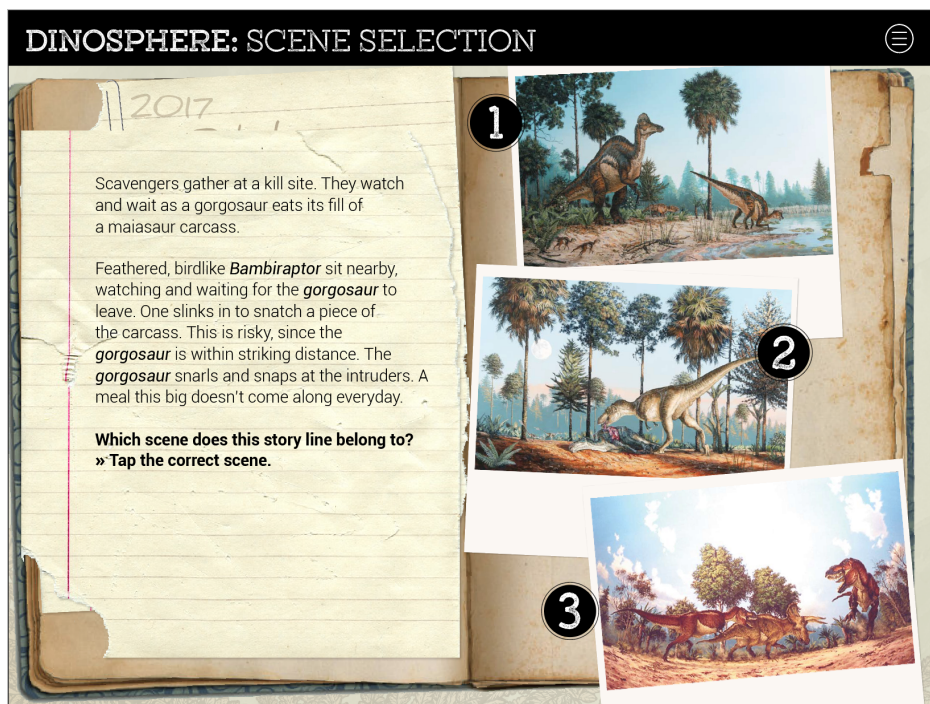 DINOSPHERE: SCENE SELECTION
2017
Scavengers gather at a kill site. They watch
and wait as a gorgosaur eats its fill of
a maiasaur carcass.
Feathered, birdlike Bambiraptor sit nearby,
watching and waiting for the gorgosaur to
leave. One slinks in to snatch a piece of
the carcass. This is risky, since the
gorgosaur is within striking distance. The
gorgosaur snarls and snaps at the intruders. A
meal this big doesn't come along everyday.
Which scene does this story line belong to?
» Tap the correct scene.
1
2
3